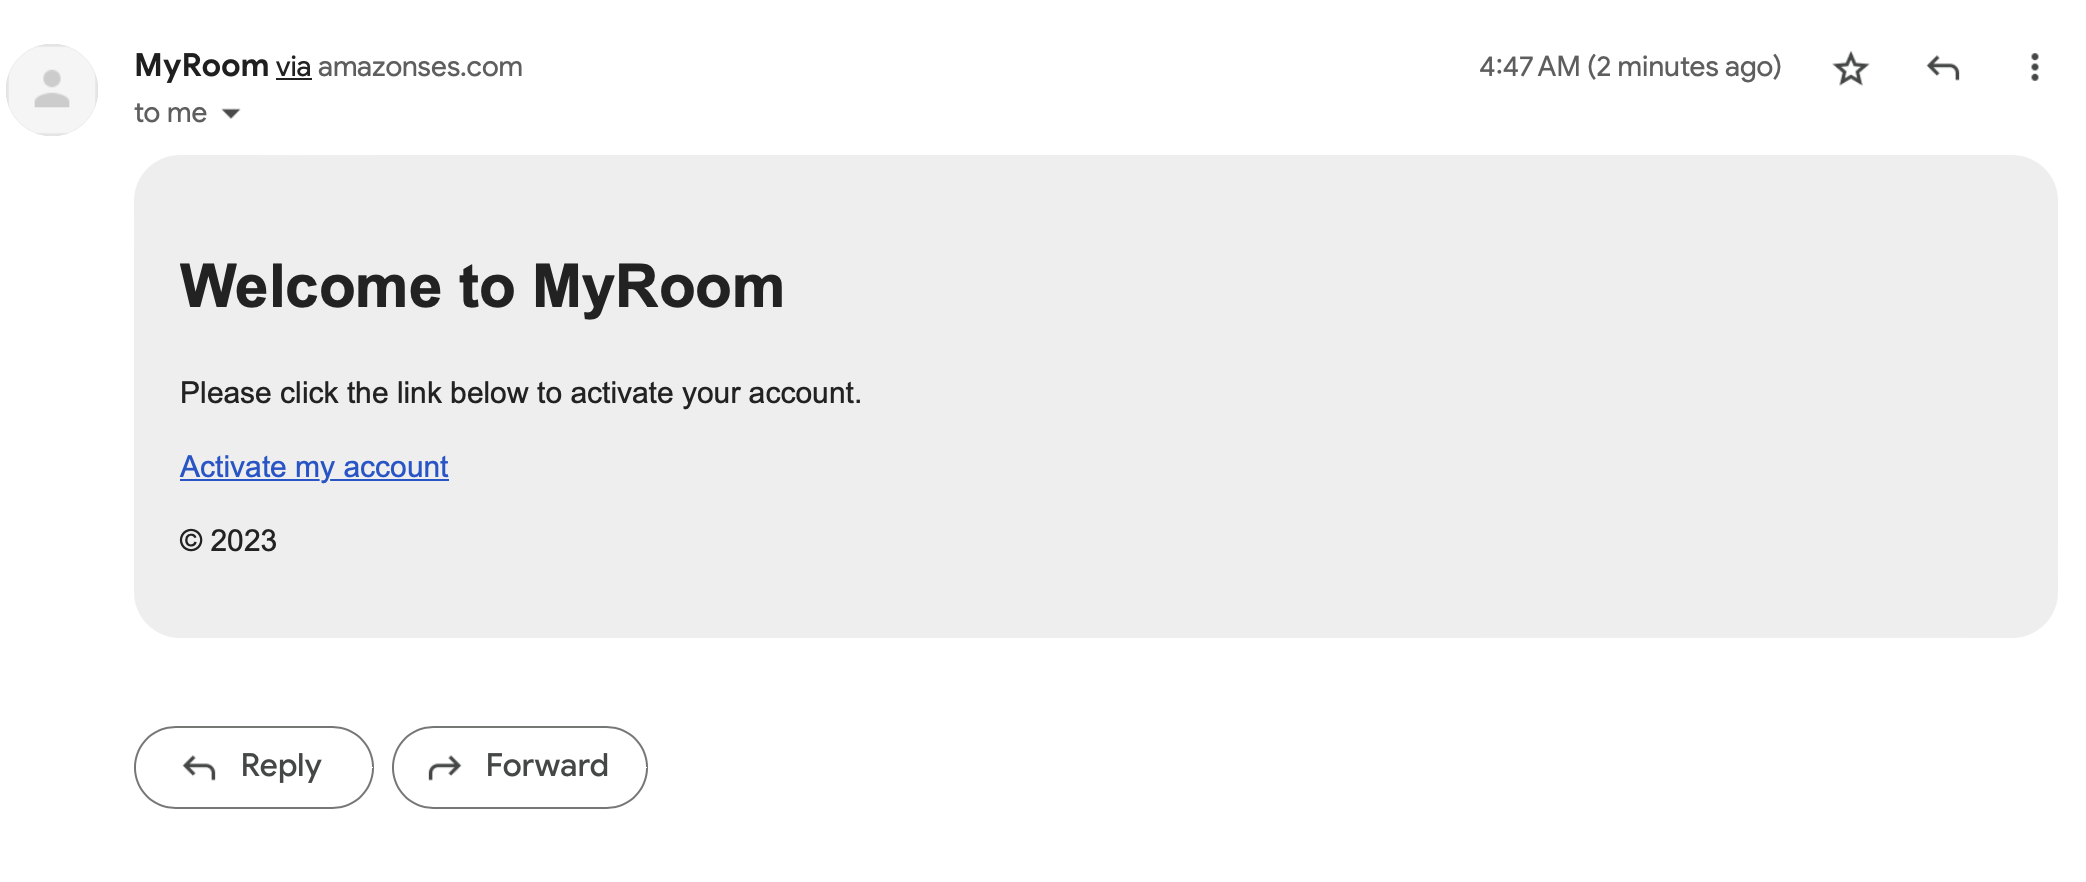 MyRoom via amazonses.com 4:47 AM (2 minutes ago)
to me
Welcome to MyRoom
Please click the link below to activate your account.
Activate my account
© 2023
Reply Forward